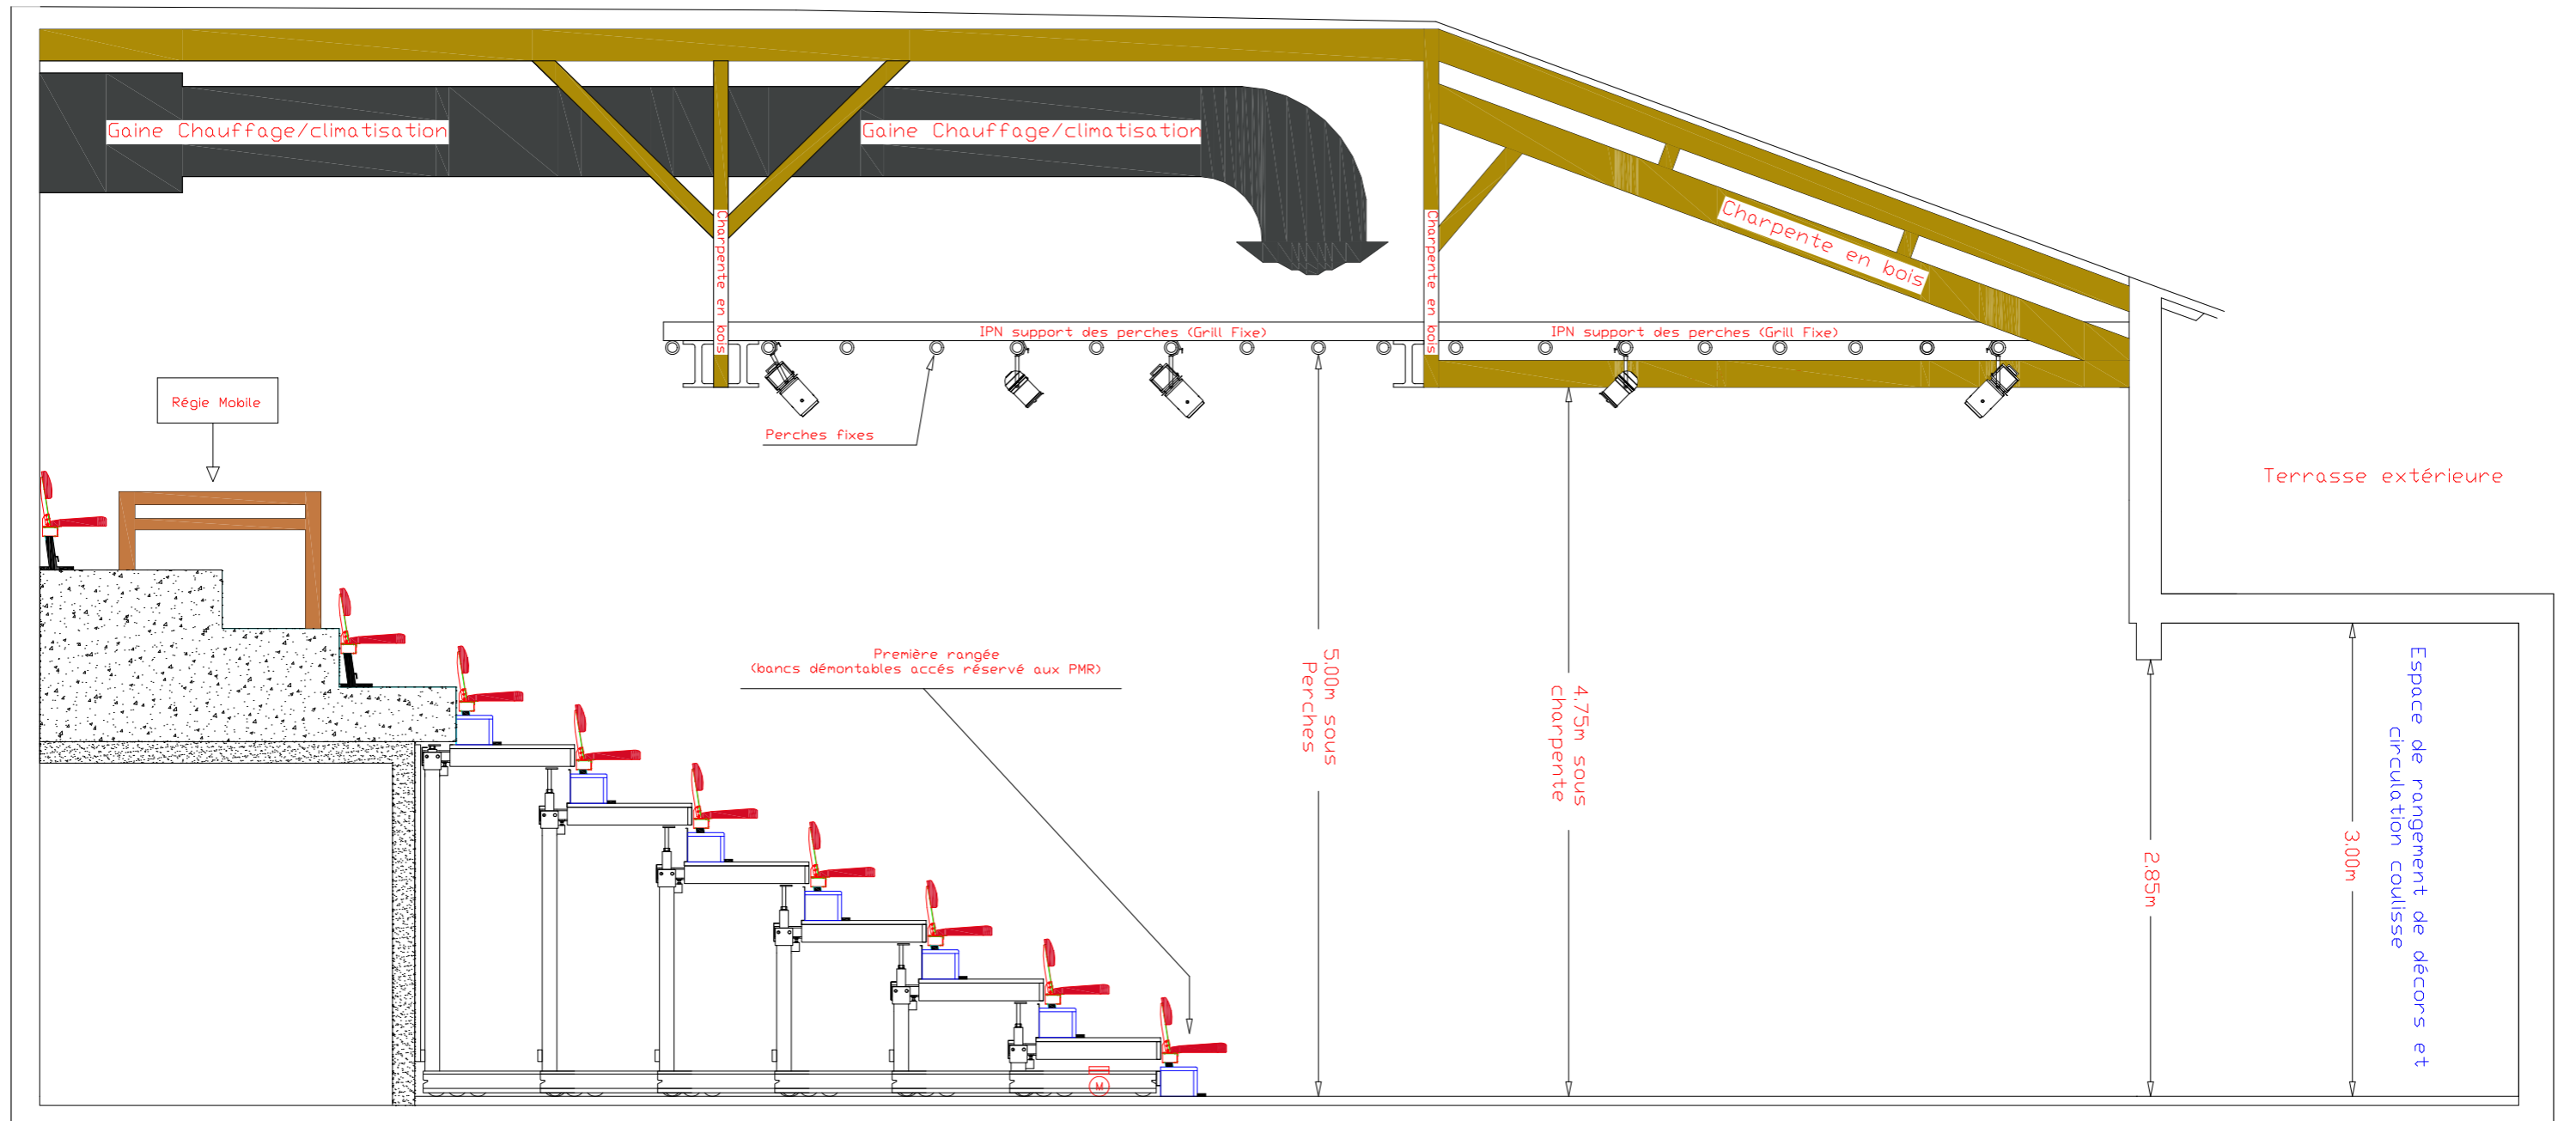 Gaine Chauffage/climatisation
Gaine Chauffage/climatisation
Charpente en bois
Charpente en bois
Charpente en bois
IPN support des perches (Grill Fixe)
IPN support des perches (Grill Fixe)
Régie Mobile
Perches fixes
Terrasse extérieure
Première rangée
(bancs démontables accés réservé aux PMR)
5.00m sous
Perches
4.75m sous
charpente
2.85m
3.00m
Espace de rangement de décors et
circulation coulisse
M